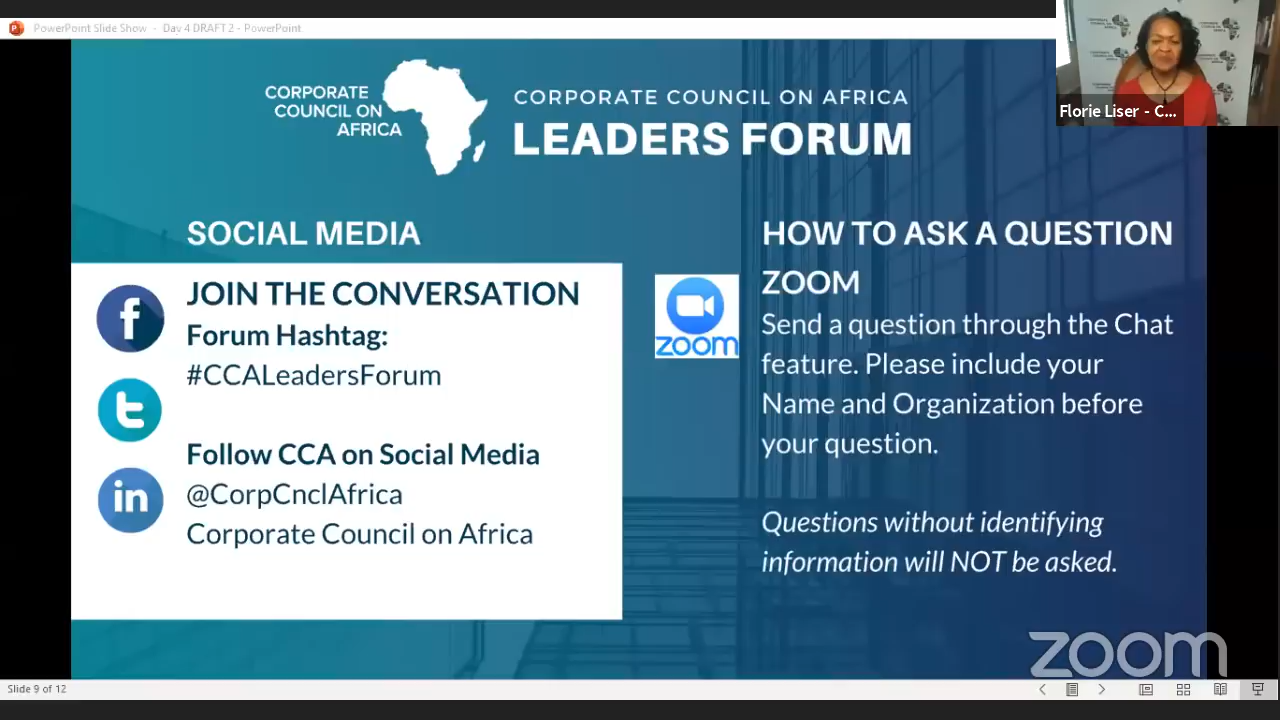 PowerPoint Slide Show - Day 4 DRAFT 2 - PowerPoint
Florie Liser - C...
CORPORATE
COUNCIL ON
AFRICA
CORPORATE COUNCIL ON AFRICA
LEADERS FORUM
SOCIAL MEDIA
JOIN THE CONVERSATION
Forum Hashtag:
#CCALeadersForum
Follow CCA on Social Media
@CorpCnclAfrica
Corporate Council on Africa
HOW TO ASK A QUESTION
zoom
ZOOM
Send a question through the Chat
feature. Please include your
Name and Organization before
your question.
Questions without identifying
information will NOT be asked.
zoom
Slide 9 of 12